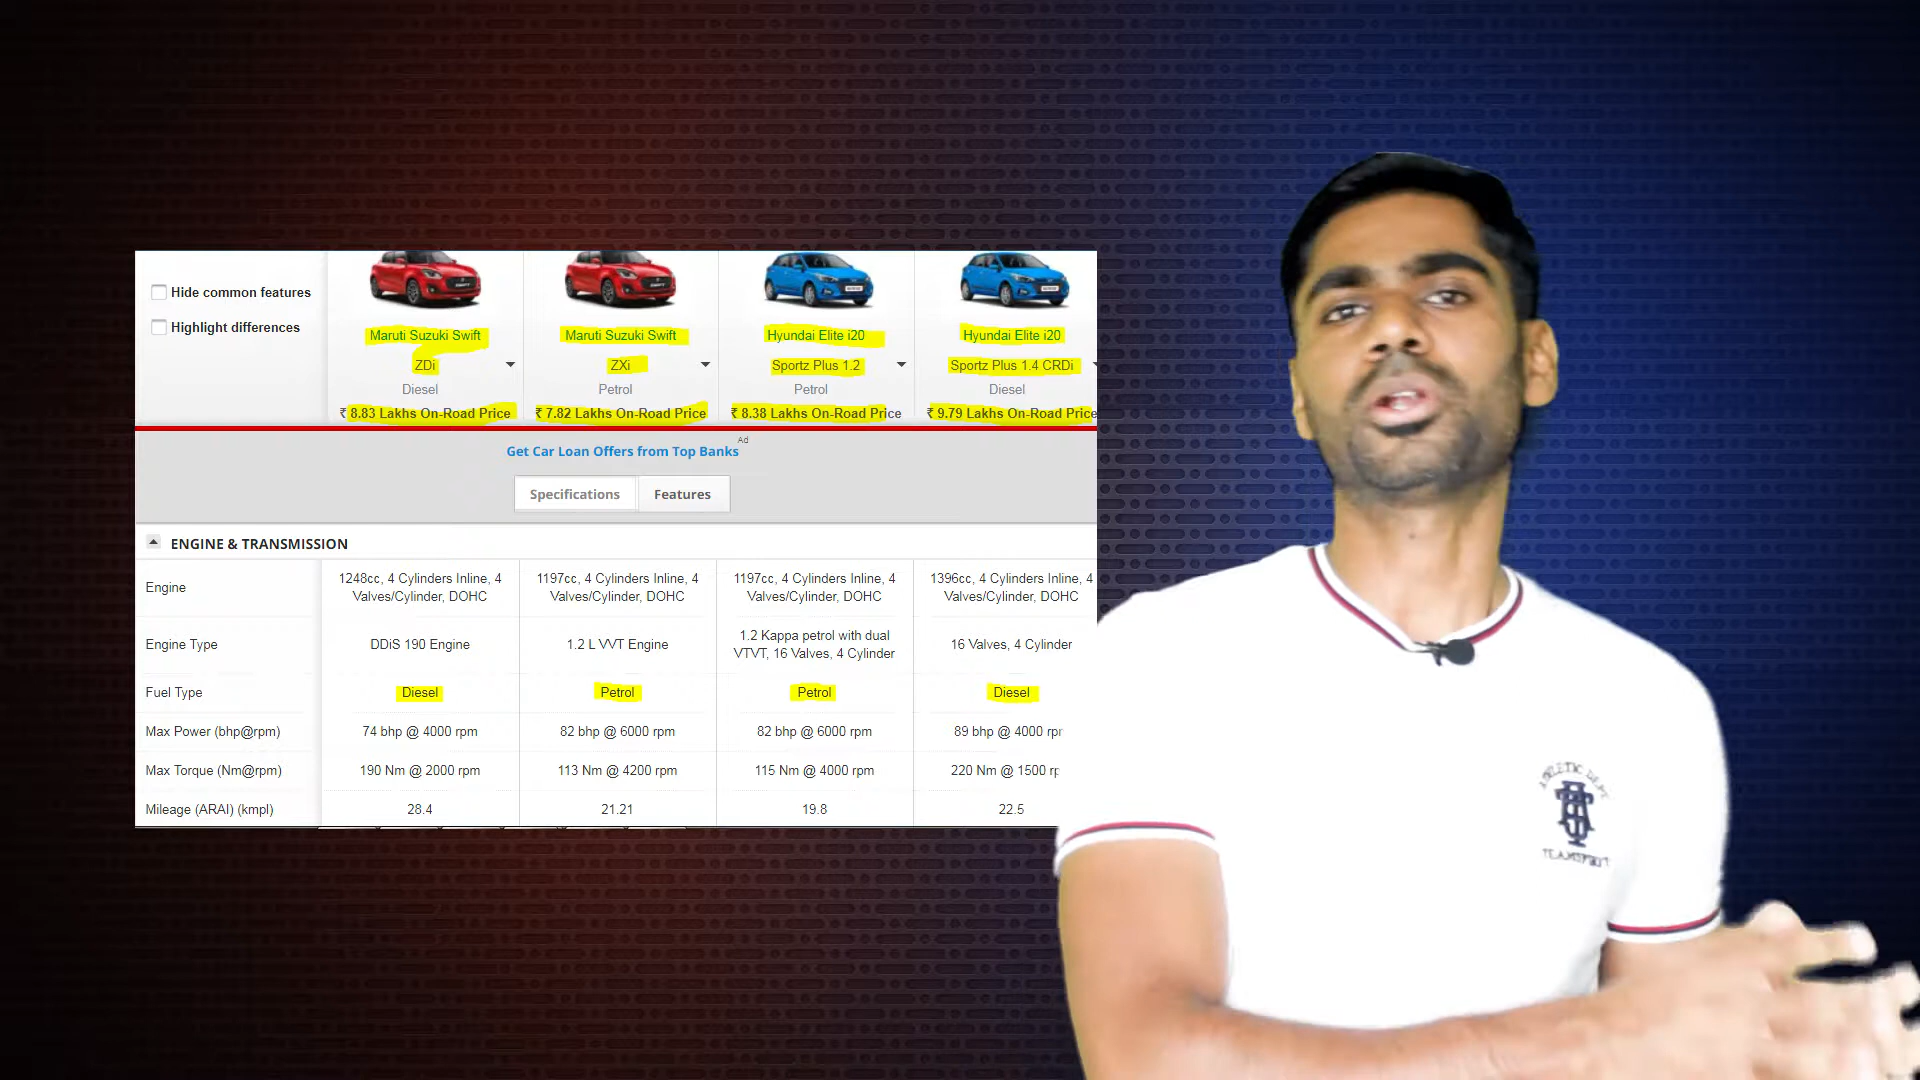 Hide common features
Highlight differences
Maruti Suzuki Swift Maruti Suzuki Swift Hyundai Elite i20 Hyundai Elite i20
ZDi ZXi Sportz Plus 1.2 Sportz Plus 1.4 CRDi
Diesel Petrol Petrol Diesel
₹ 8.83 Lakhs On-Road Price ₹ 7.82 Lakhs On-Road Price ₹ 8.38 Lakhs On-Road Price ₹ 9.79 Lakhs On-Road Price
Ad
Get Car Loan Offers from Top Banks
Specifications Features
ENGINE & TRANSMISSION
Engine
1248cc, 4 Cylinders Inline, 4
Valves/Cylinder, DOHC
1197cc, 4 Cylinders Inline, 4
Valves/Cylinder, DOHC
1197cc, 4 Cylinders Inline, 4
Valves/Cylinder, DOHC
1396cc, 4 Cylinders Inline, 4
Valves/Cylinder, DOHC
Engine Type
DDiS 190 Engine
1.2 L VVT Engine
1.2 Kappa petrol with dual
VTVT, 16 Valves, 4 Cylinder
16 Valves, 4 Cylinder
Fuel Type Diesel Petrol Petrol Diesel
Max Power (bhp@rpm) 74 bhp @ 4000 rpm 82 bhp @ 6000 rpm 82 bhp @ 6000 rpm 89 bhp @ 4000 rpm
Max Torque (Nm@rpm) 190 Nm @ 2000 rpm 113 Nm @ 4200 rpm 115 Nm @ 4000 rpm 220 Nm @ 1500 rp
Mileage (ARAI) (kmpl) 28.4 21.21 19.8 22.5
ATHLETIC DEPT